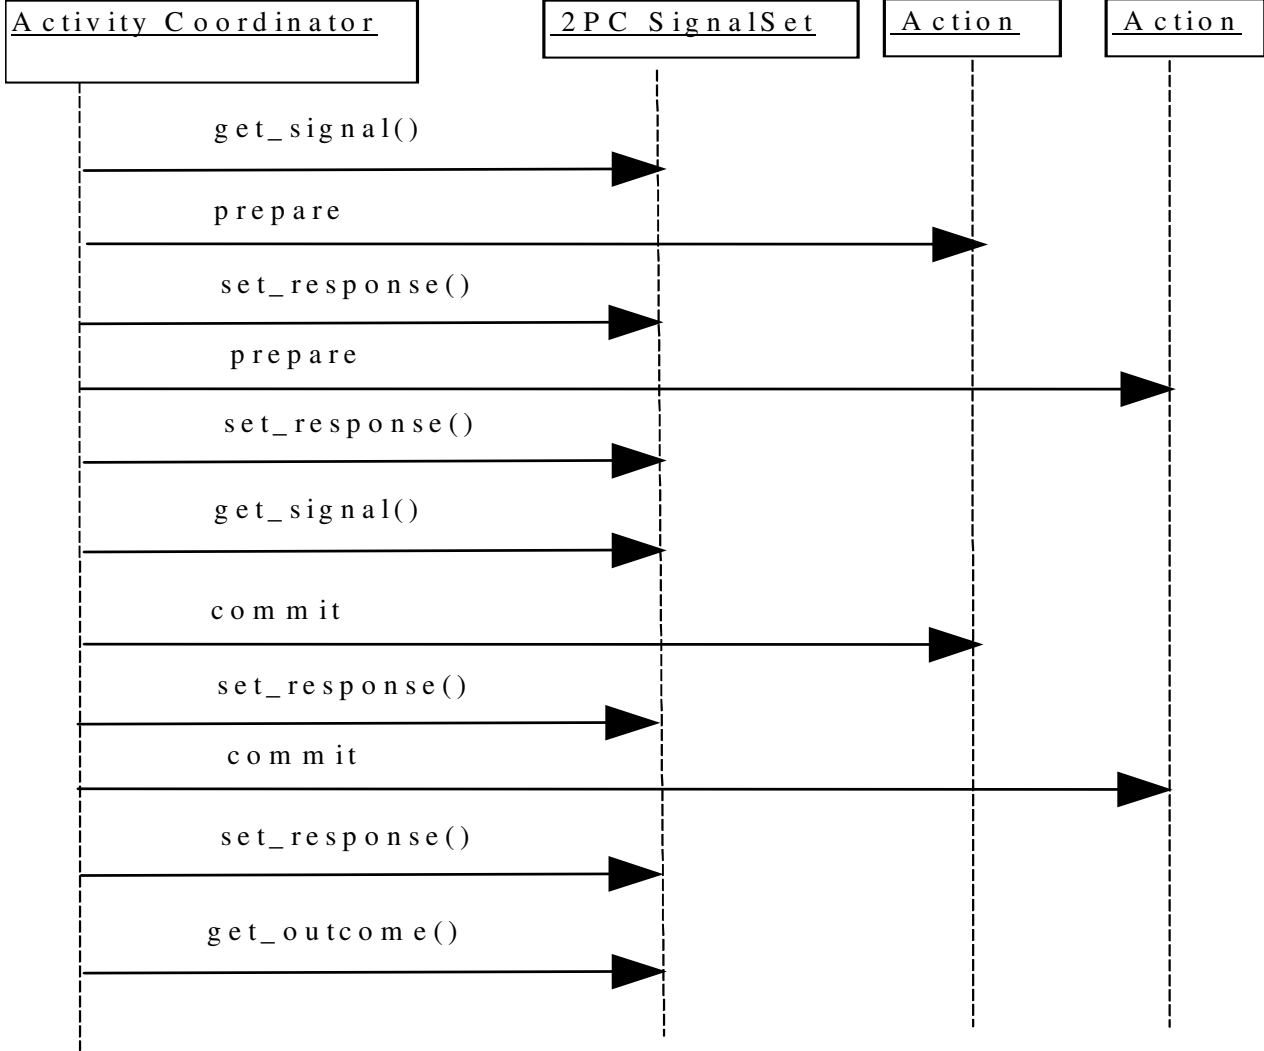 Activity Coordinator
2PC SignalSet
Action
Action
get_signal()
prepare
set_response()
prepare
set_response()
get_signal()
commit
set_response()
commit
set_response()
get_outcome()